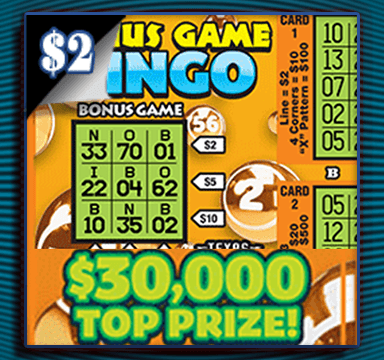 $2
NUS GAME
INGO
BONUS GAME
N O B
33 70 01
I B O
22 04 62
B N B
10 35 02
56
$2
$5
$10
2
TEXAS
CARD
1
Line = $2
4 Corners = $10
"X" Pattern = $100
10
13
07
02
05
B
CARD
2
$20
$500
05
12
$30,000
TOP PRIZE!